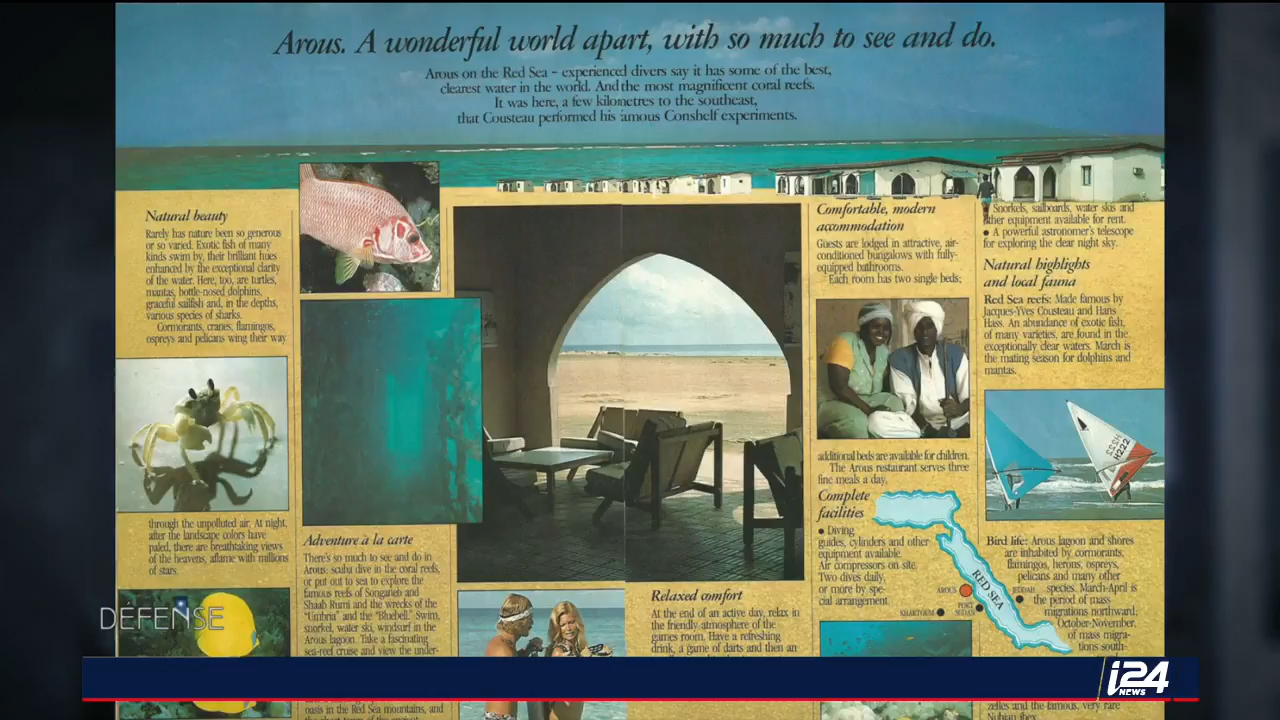 Arous. A wonderful world apart, with so much to see and do.
Arous on the Red Sea - experienced divers say it has some of the best,
clearest water in the world. And the most magnificent coral reefs.
It was here, a few kilometres to the southeast,
that Cousteau performed his famous Conshelf experiments.
Natural beauty
Rarely has nature been so generous
or so varied. Exotic fish of many
kinds swim by, their brilliant hues
enhanced by the exceptional clarity
of the water. Here, too, are turtles,
mantas, bottle-nosed dolphins,
graceful sailfish and, in the depths,
various species of sharks.
Cormorants, cranes, flamingos,
ospreys and pelicans wing their way
through the unpolluted air. At night,
after the landscape colors have
paled, there are breathtaking views
of the heavens, aflame with millions
of stars.
Adventure à la carte
There's so much to see and do in
Arous: scuba dive in the coral reefs,
or put out to sea to explore the
famous reefs of Songaneb and
Shaab Rumi and the wrecks of the
"Umbria" and the "Bluebell". Swim,
snorkel, water ski, windsurf in the
Arous lagoon. Take a fascinating
sea-reef cruise and view the under-
oasis in the Red Sea mountains, and
Relaxed comfort
At the end of an active day, relax in
the friendly atmosphere of the
games room. Have a refreshing
drink, a game of darts and then an
Comfortable, modern
accommodation
Guests are lodged in attractive, air-
conditioned bungalows with fully-
equipped bathrooms.
Each room has two single beds;
additional beds are available for children.
The Arous restaurant serves three
fine meals a day.
Complete
facilities
• Diving
guides, cylinders and other
equipment available.
Air compressors on site.
Two dives daily,
or more by spe-
cial arrangement
RED SEA
AROUS
JEDDAH
PORT
SUDAN
KHARTOUM
Snorkels, sailboards, water skis and
other equipment available for rent.
• A powerful astronomer's telescope
for exploring the clear night sky.
Natural highlights
and local fauna
Red Sea reefs: Made famous by
Jacques-Yves Cousteau and Hans
Hass. An abundance of exotic fish,
of many varieties, are found in the
exceptionally clear waters. March is
the mating season for dolphins and
mantas.
H222
Bird life: Arous lagoon and shores
are inhabited by cormorants,
flamingos, herons, ospreys,
pelicans and many other
species. March-April is
the period of mass
migrations northward;
October-November,
of mass migra-
tions south-
zelles and the famous, very rare
Nubian ibex.
DÉFENSE
i24
NEWS